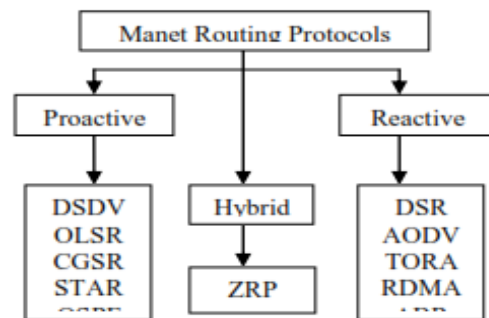 Manet Routing Protocols
Proactive
Reactive
DSDV
OLSR
CGSR
STAR
Hybrid
ZRP
DSR
AODV
TORA
RDMA